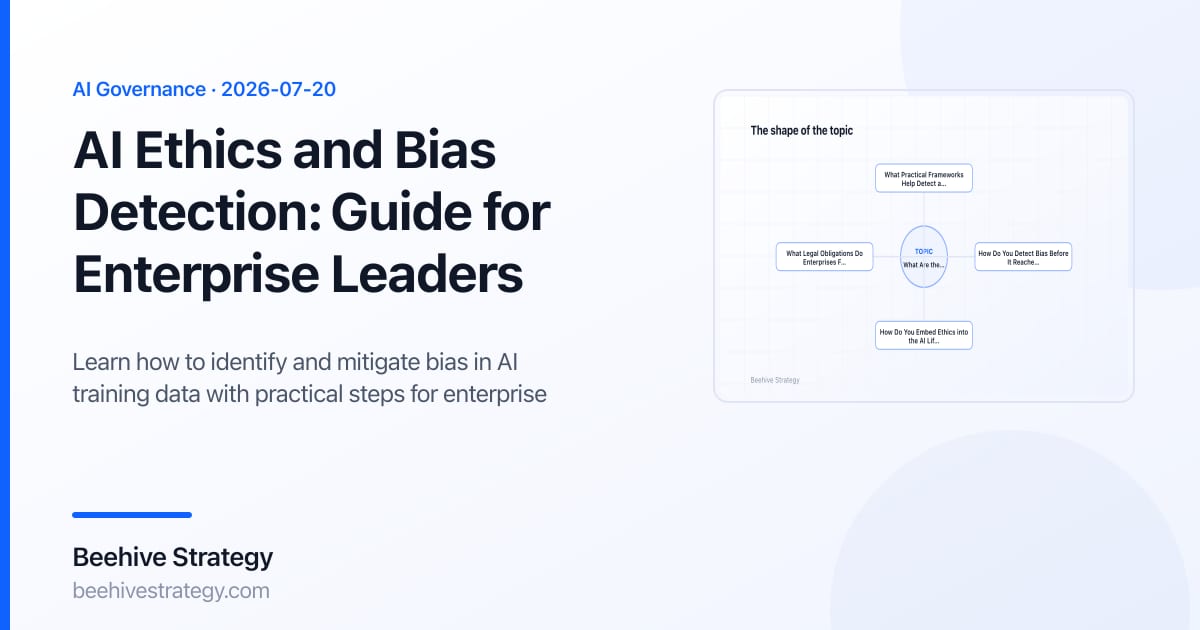 AI Governance · 2026-07-20
AI Ethics and Bias
Detection: Guide for
Enterprise Leaders
Learn how to identify and mitigate bias in AI
training data with practical steps for enterprise
Beehive Strategy
beehivestrategy.com
The shape of the topic
What Practical Frameworks
Help Detect a...
What Legal Obligations Do
Enterprises F...
TOPIC
What Are the...
How Do You Detect Bias Before
It Reache...
How Do You Embed Ethics into
the AI Lif...
Beehive Strategy